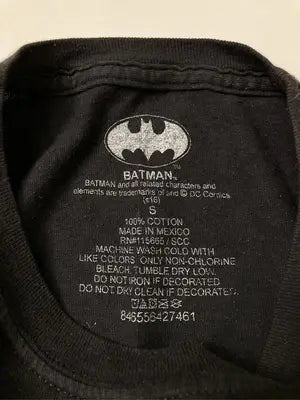 BATMAN
BATMAN and all related characters and
elements are trademarks of and © DC Comics.
(s16)
S
100% COTTON
MADE IN MEXICO
RN#115665 / SCC
MACHINE WASH COLD WITH
LIKE COLORS. ONLY NON-CHLORINE
BLEACH. TUMBLE DRY LOW.
DO NOT IRON IF DECORATED.
DO NOT DRY CLEAN IF DECORATED.
846556427461